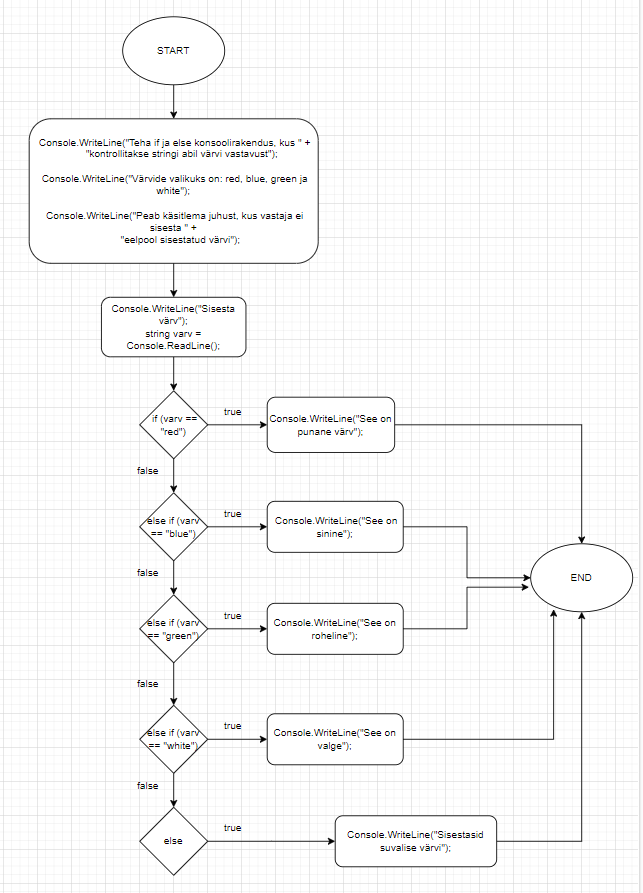 START
Console.WriteLine("Teha if ja else konsoolirakendus, kus " +
"kontrollitakse stringi abil värvi vastavust");
Console.WriteLine("Värvide valikuks on: red, blue, green ja
white");
Console.WriteLine("Peab käsitlema juhust, kus vastaja ei
sisesta " +
"eelpool sisestatud värvi");
Console.WriteLine("Sisesta
värv");
string varv =
Console.ReadLine();
if (varv ==
"red")
true
Console.WriteLine("See on
punane värv");
false
else if (varv
== "blue")
true
Console.WriteLine("See on
sinine");
END
false
else if (varv
== "green")
true
Console.WriteLine("See on
roheline");
false
else if (varv
== "white")
true
Console.WriteLine("See on
valge");
false
else
true
Console.WriteLine("Sisestasid
suvalise värvi");